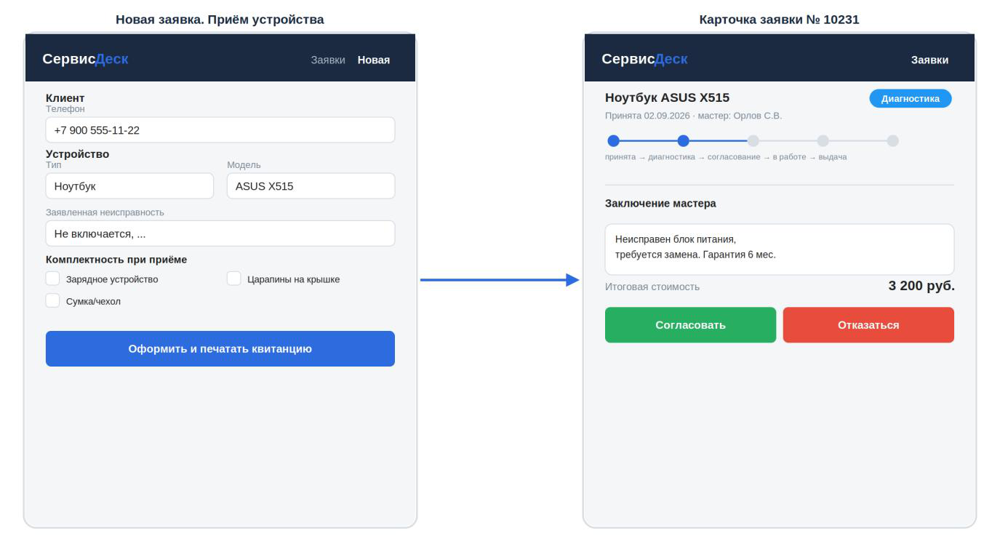 Новая заявка. Приём устройства
СервисДеск
Заявки Новая
Клиент
Телефон
+7 900 555-11-22
Устройство
Тип Модель
Ноутбук ASUS X515
Заявленная неисправность
Не включается, ...
Комплектность при приёме
Зарядное устройство Царапины на крышке
Сумка/чехол
Оформить и печатать квитанцию
Карточка заявки № 10231
СервисДеск
Заявки
Ноутбук ASUS X515 Диагностика
Принята 02.09.2026 · мастер: Орлов С.В.
принята → диагностика → согласование → в работе → выдача
Заключение мастера
Неисправен блок питания,
требуется замена. Гарантия 6 мес.
Итоговая стоимость 3 200 руб.
Согласовать Отказаться